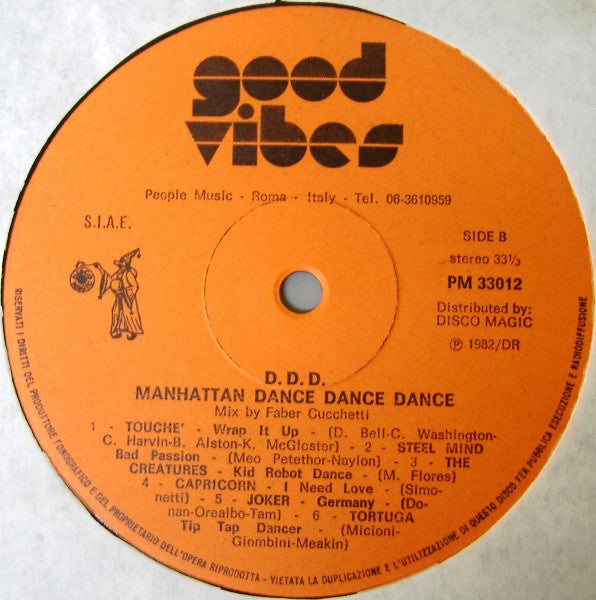 good
vibes
People Music - Roma - Italy - Tel. 06-3610959
S.I.A.E.
SIDE B
stereo 33⅓
PM 33012
Distributed by:
DISCO MAGIC
Ⓟ 1982/DR
D.D.D.
MANHATTAN DANCE DANCE DANCE
Mix by Faber Cucchetti
1 - TOUCHE' - Wrap It Up - (D. Bell-C. Washington-
C. Harvin-B. Alston-K. McGloster) - 2 - STEEL MIND
Bad Passion - (Meo Petethor-Naylon) - 3 - THE
CREATURES - Kid Robot Dance - (M. Flores)
4 - CAPRICORN - I Need Love - (Simo-
netti) - 5 - JOKER - Germany - (Do-
nan-Orealbo-Tam) - 6 - TORTUGA
Tip Tap Dancer - (Micioni-
Giombini-Meakin)
RISERVATI I DIRITTI DEL PRODUTTORE FONOGRAFICO E DEL PROPRIETARIO DELL'OPERA RIPRODOTTA - VIETATA LA DUPLICAZIONE E L'UTILIZZAZIONE DI QUESTO DISCO PER PUBBLICA ESECUZIONE E RADIODIFFUSIONE